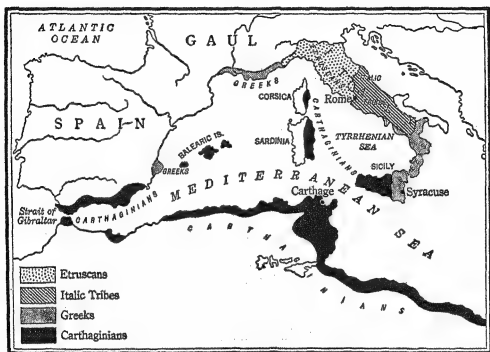 ATLANTIC
OCEAN
GAUL
GREEKS
CORSICA
Rome
SPAIN
BALEARIC IS.
SARDINIA
CARTHAGINIANS
TYRRHENIAN
SEA
GREEKS
SICILY
MEDITERRANEAN SEA
Carthage
Syracuse
Strait of
Gibraltar
CARTHAGINIANS
CARTHAGINIANS
Etruscans
Italic Tribes
Greeks
Carthaginians